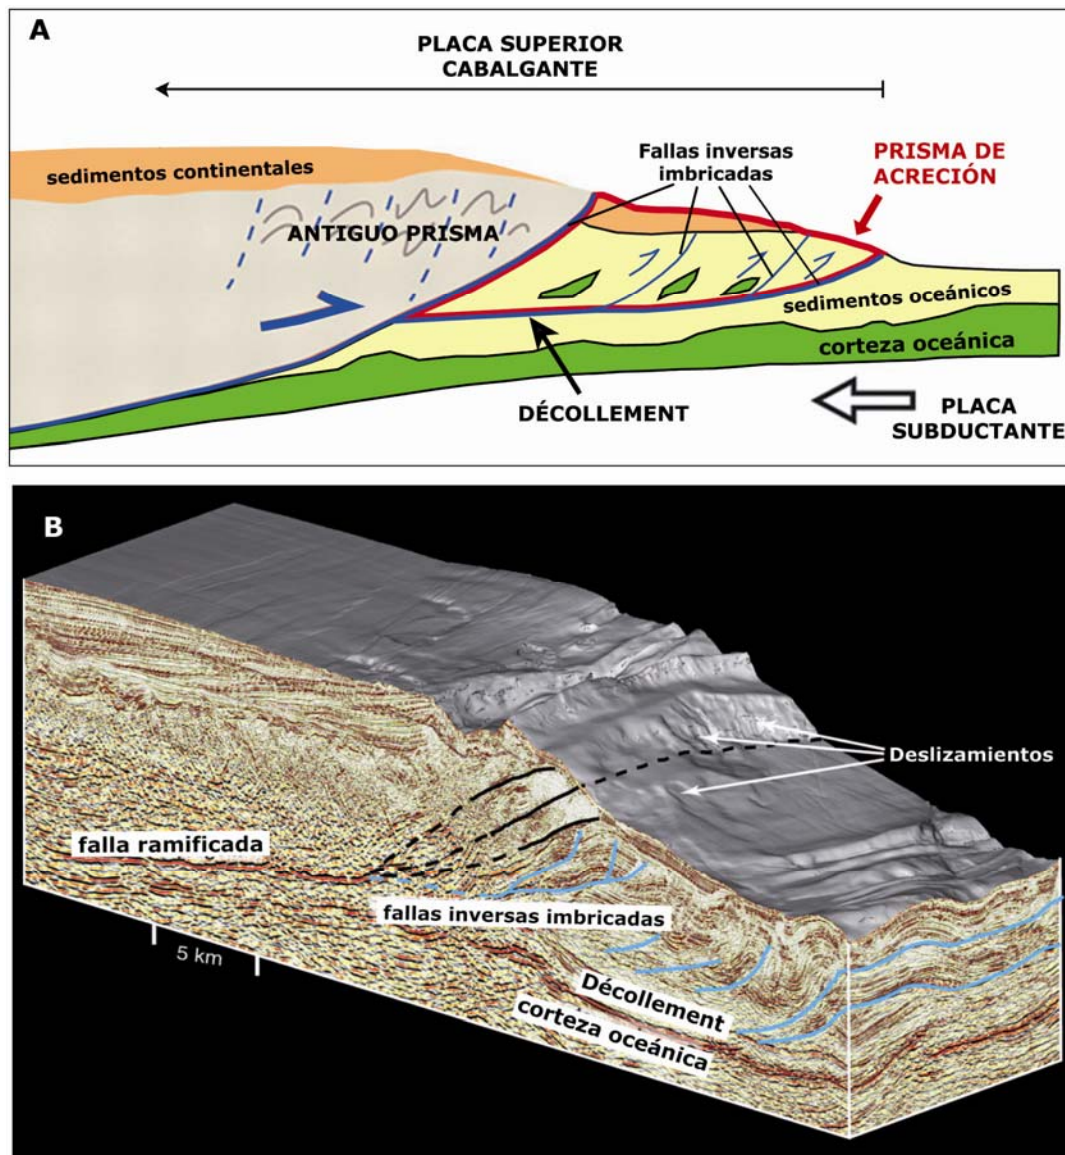 A
PLACA SUPERIOR
CABALGANTE
sedimentos continentales
Fallas inversas
imbricadas
PRISMA DE
ACRECIÓN
ANTIGUO PRISMA
sedimentos oceánicos
corteza oceánica
DÉCOLLEMENT
PLACA
SUBDUCTANTE
B
Deslizamientos
falla ramificada
fallas inversas imbricadas
5 km
Décollement
corteza oceánica